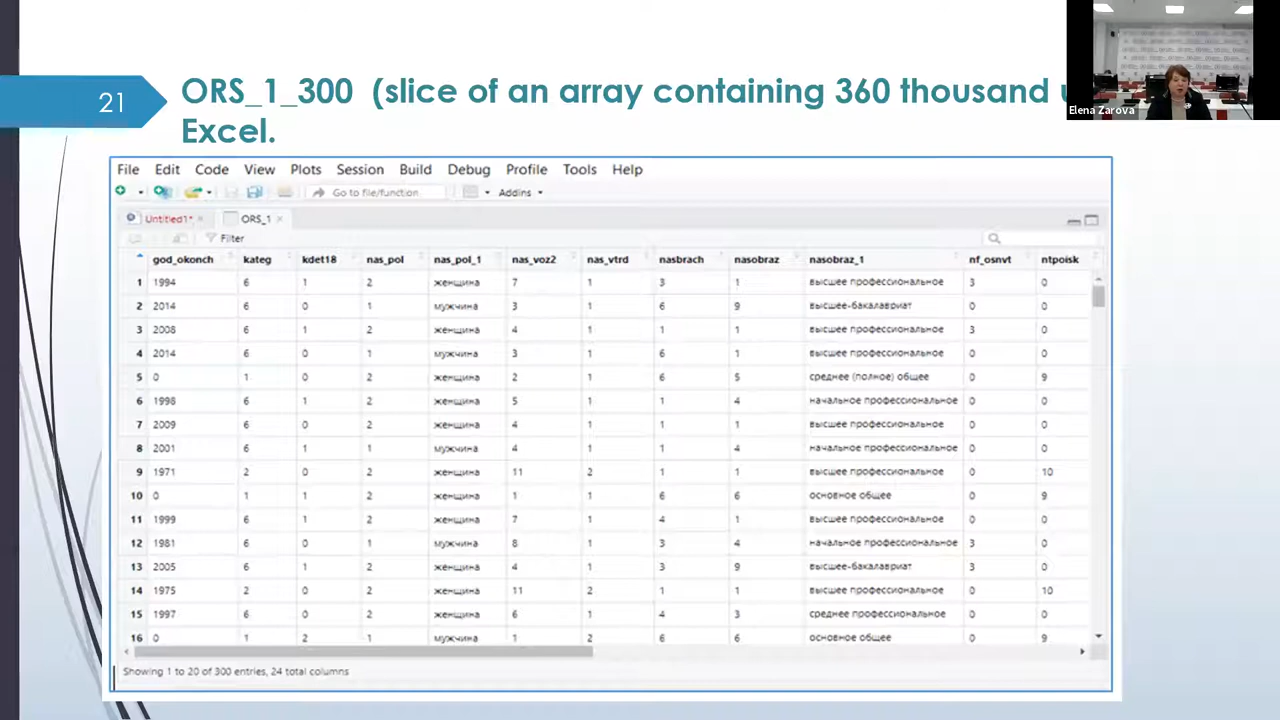 21
ORS_1_300 (slice of an array containing 360 thousand
Excel.
Elena Zarova
File Edit Code View Plots Session Build Debug Profile Tools Help
Go to file/function Addins
Untitled1* ORS_1
Filter
god_okonch kateg kdet18 nas_pol nas_pol_1 nas_voz2 nas_vtrd nasbrach nasobraz nasobraz_1 nf_osnvt ntpoisk
1 1994 6 1 2 женщина 7 1 3 1 высшее профессиональное 3 0
2 2014 6 0 1 мужчина 3 1 6 9 высшее-бакалавриат 0 0
3 2008 6 1 2 женщина 4 1 1 1 высшее профессиональное 3 0
4 2014 6 0 1 мужчина 3 1 6 1 высшее профессиональное 0 0
5 0 1 0 2 женщина 2 1 6 5 среднее (полное) общее 0 9
6 1998 6 1 2 женщина 5 1 1 4 начальное профессиональное 0 0
7 2009 6 0 2 женщина 4 1 1 1 высшее профессиональное 0 0
8 2001 6 1 1 мужчина 4 1 1 4 начальное профессиональное 0 0
9 1971 2 0 2 женщина 11 2 1 1 высшее профессиональное 0 10
10 0 1 1 2 женщина 1 1 6 6 основное общее 0 9
11 1999 6 1 2 женщина 7 1 4 1 высшее профессиональное 0 0
12 1981 6 0 1 мужчина 8 1 3 4 начальное профессиональное 3 0
13 2005 6 1 2 женщина 4 1 3 9 высшее-бакалавриат 3 0
14 1975 2 0 2 женщина 11 2 1 1 высшее профессиональное 0 10
15 1997 6 0 2 женщина 6 1 4 3 среднее профессиональное 0 0
16 0 1 2 1 мужчина 1 2 6 6 основное общее 0 9
Showing 1 to 20 of 300 entries, 24 total columns